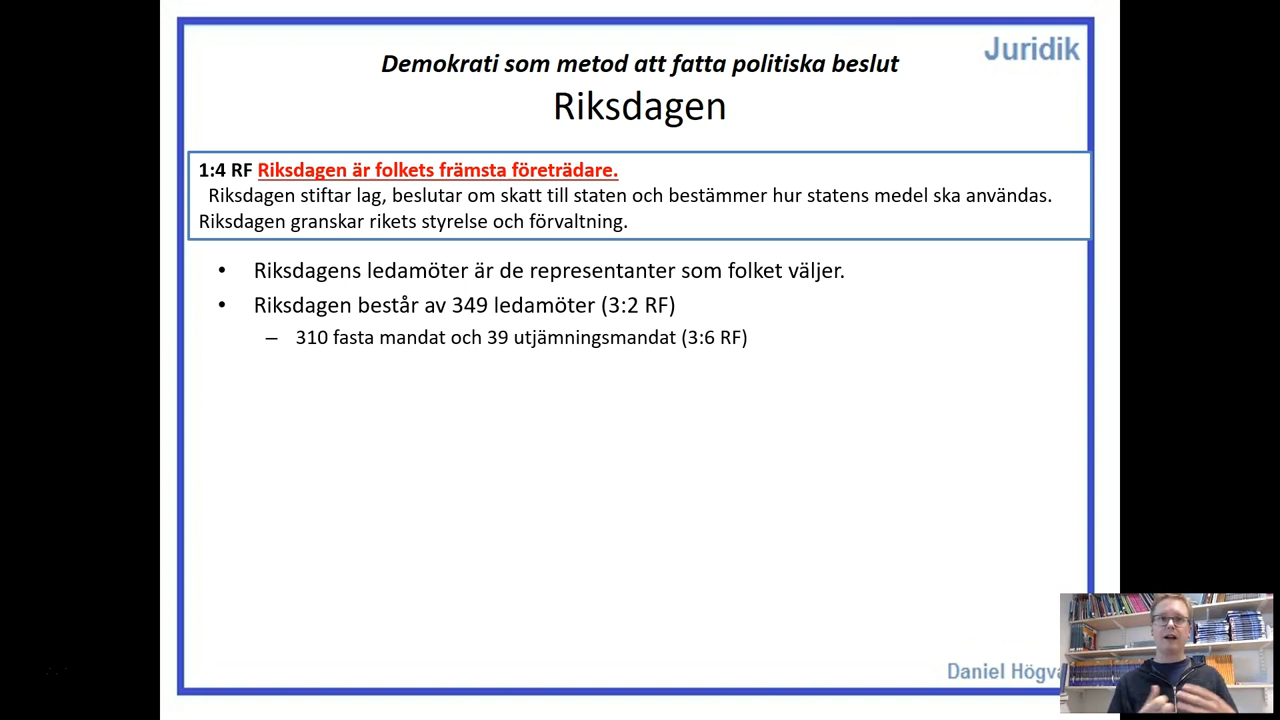 Juridik
Demokrati som metod att fatta politiska beslut
Riksdagen
1:4 RF Riksdagen är folkets främsta företrädare.
Riksdagen stiftar lag, beslutar om skatt till staten och bestämmer hur statens medel ska användas.
Riksdagen granskar rikets styrelse och förvaltning.
• Riksdagens ledamöter är de representanter som folket väljer.
• Riksdagen består av 349 ledamöter (3:2 RF)
– 310 fasta mandat och 39 utjämningsmandat (3:6 RF)
Daniel